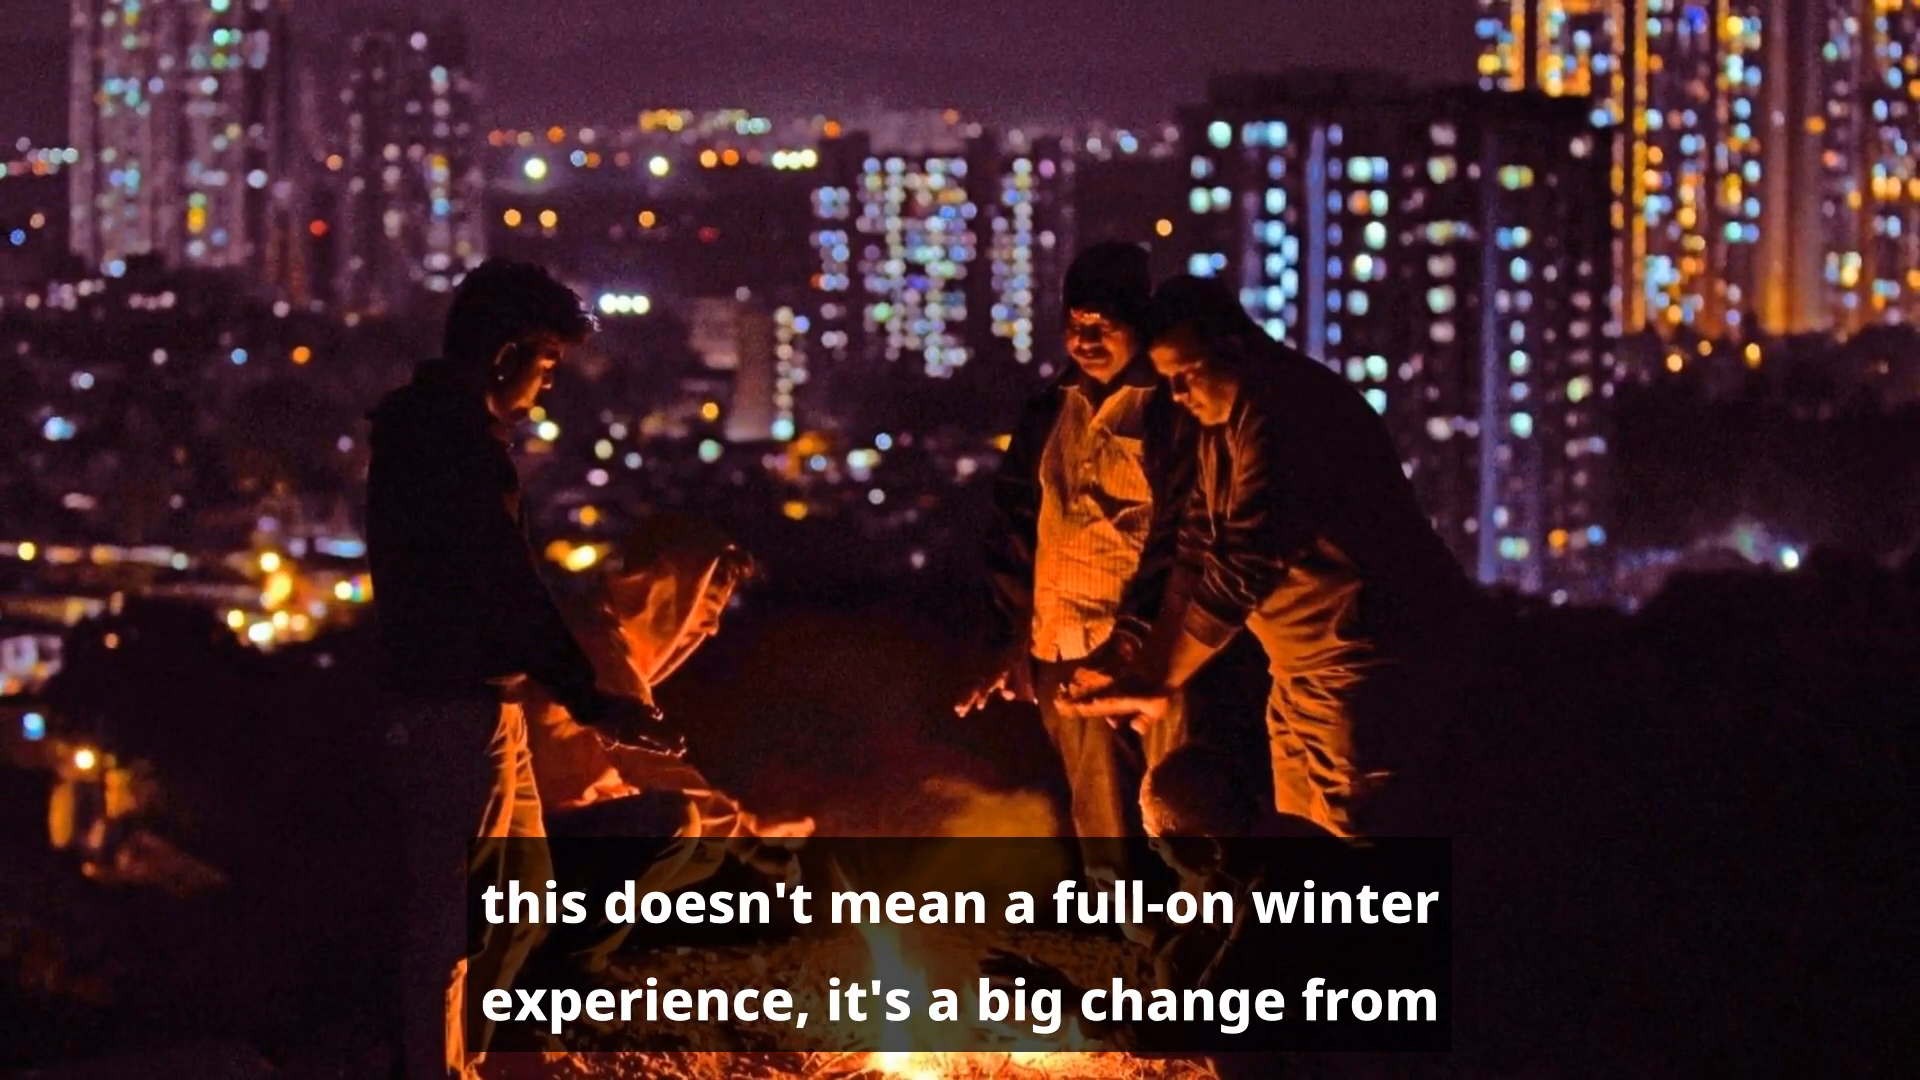 this doesn't mean a full-on winter
experience, it's a big change from